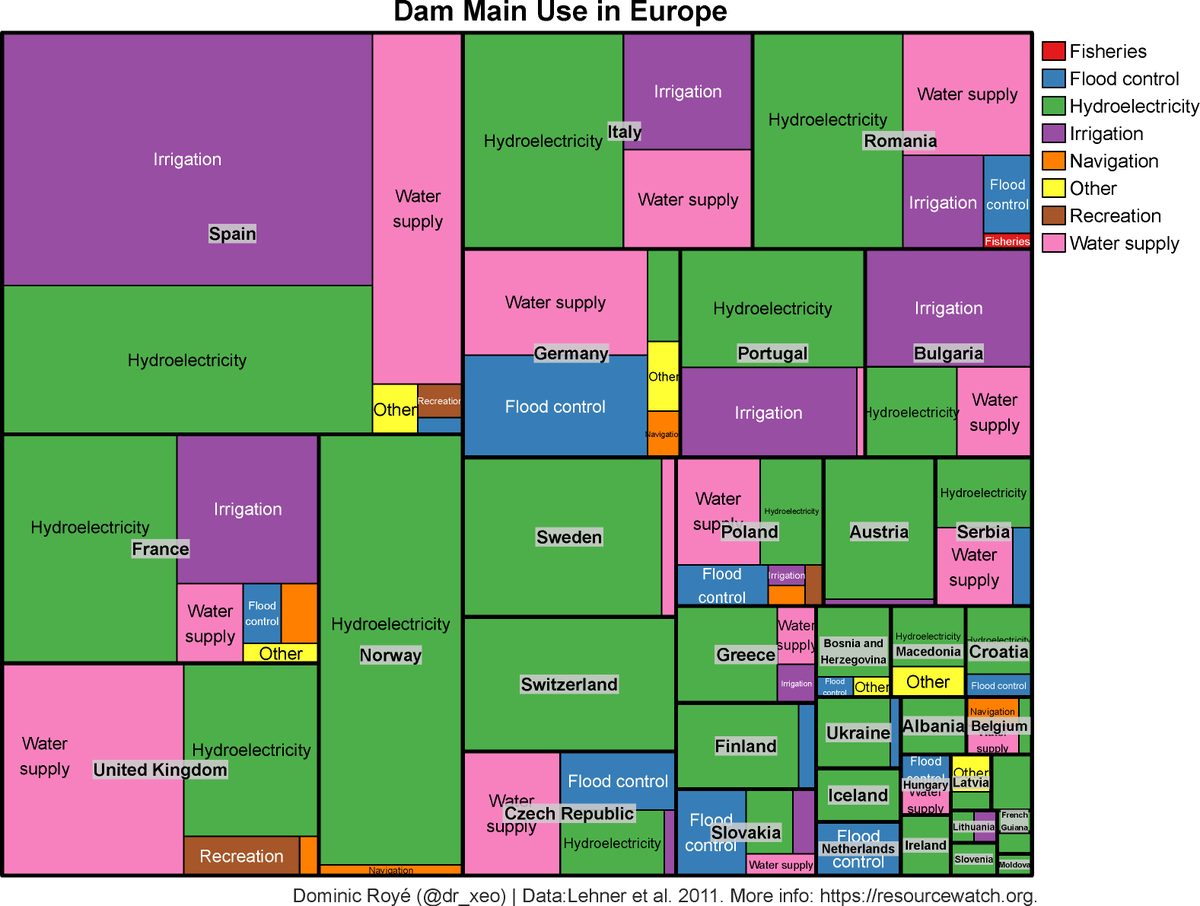 Dam Main Use in Europe
Fisheries
Flood control
Hydroelectricity
Irrigation
Navigation
Other
Recreation
Water supply
Irrigation
Spain
Hydroelectricity
Water
supply
Other
Recreation
Hydroelectricity
Italy
Irrigation
Water supply
Hydroelectricity
Romania
Water supply
Irrigation
Flood
control
Fisheries
Water supply
Germany
Flood control
Other
Navigation
Hydroelectricity
Portugal
Irrigation
Irrigation
Bulgaria
Hydroelectricity
Water
supply
Hydroelectricity
France
Irrigation
Water
supply
Flood
control
Other
Hydroelectricity
Norway
Navigation
Water
supply
United Kingdom
Hydroelectricity
Recreation
Sweden
Switzerland
Water
supply
Czech Republic
Flood control
Hydroelectricity
Water
supply
Poland
Hydroelectricity
Flood
control
Irrigation
Austria
Hydroelectricity
Serbia
Water
supply
Greece
Water
supply
Irrigation
Bosnia and
Herzegovina
Flood
control
Other
Hydroelectricity
Macedonia
Other
Hydroelectricity
Croatia
Flood control
Finland
Ukraine
Albania
Navigation
Belgium
Water
supply
Flood
control
Slovakia
Water supply
Iceland
Flood
Netherlands
control
Flood
control
Hungary
Water
supply
Other
Latvia
Ireland
Lithuania
Slovenia
French
Guiana
Moldova
Dominic Royé (@dr_xeo) | Data:Lehner et al. 2011. More info: https://resourcewatch.org.